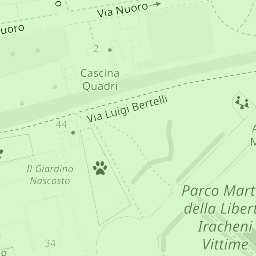 Via Nuoro
uoro
2
Cascina
Quadri
Via Luigi Bertelli
44
Il Giardino
Nascosto
Parco Mart
della Libert
Iracheni
Vittime
34